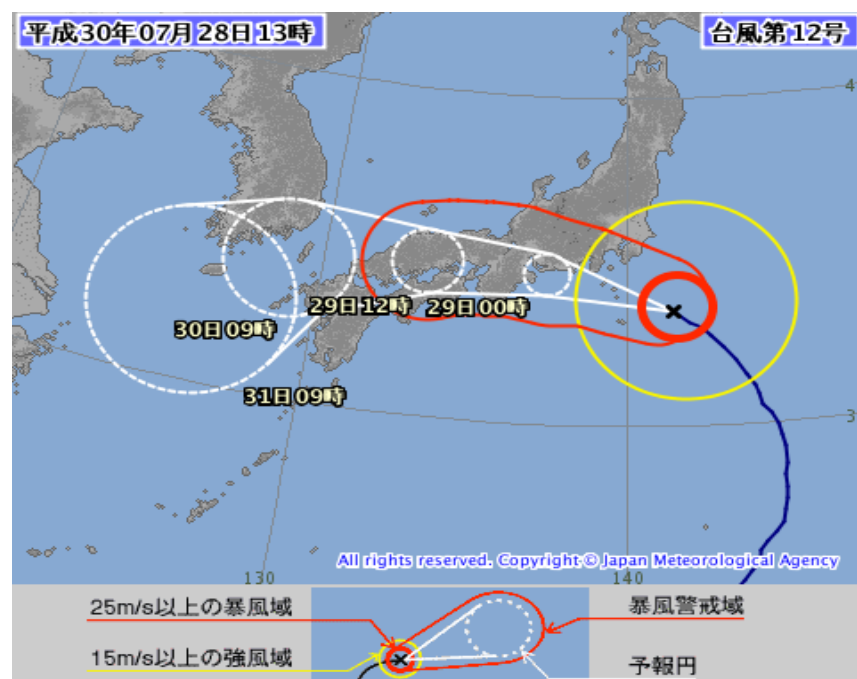 平成30年07月28日13時
台風第12号
4
29日12時
29日00時
30日09時
31日09時
3
All rights reserved. Copyright © Japan Meteorological Agency
130
140
25m/s以上の暴風域
暴風警戒域
15m/s以上の強風域
予報円